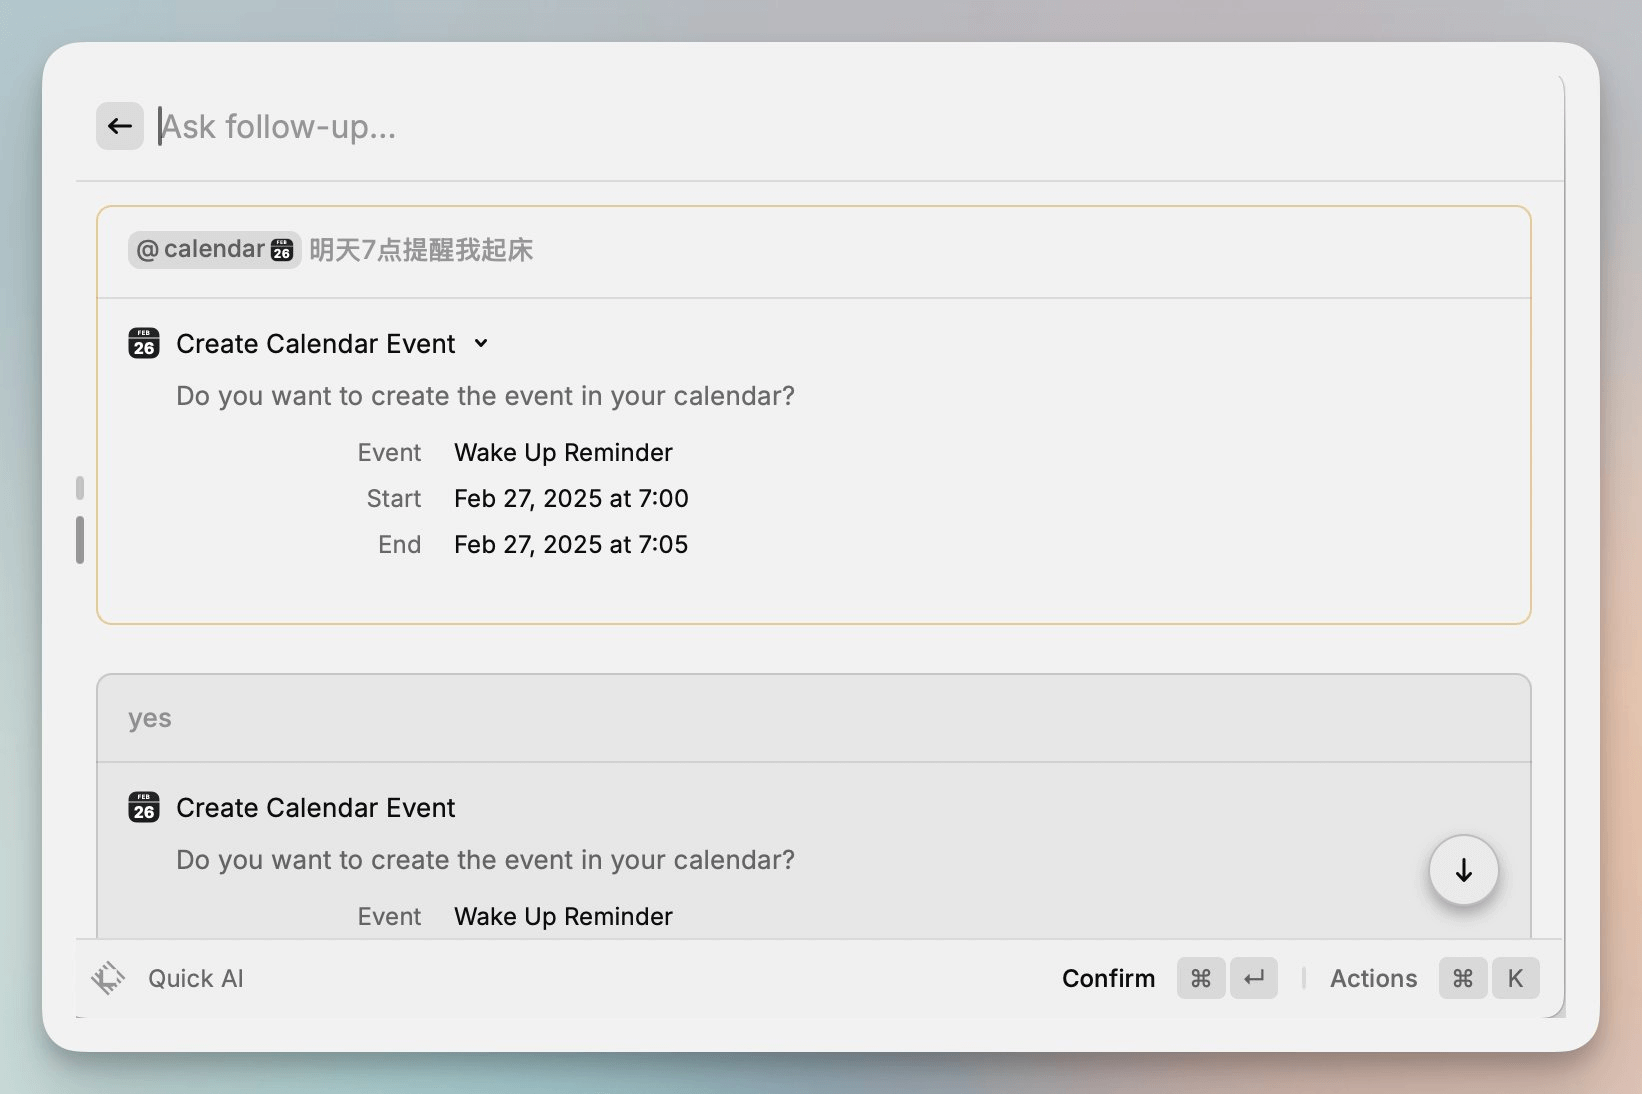 Ask follow-up...
@calendar FEB 26 明天7点提醒我起床
FEB 26 Create Calendar Event
Do you want to create the event in your calendar?
Event Wake Up Reminder
Start Feb 27, 2025 at 7:00
End Feb 27, 2025 at 7:05
yes
FEB 26 Create Calendar Event
Do you want to create the event in your calendar?
Event Wake Up Reminder
Quick AI Confirm ⌘ ↵ Actions ⌘ K